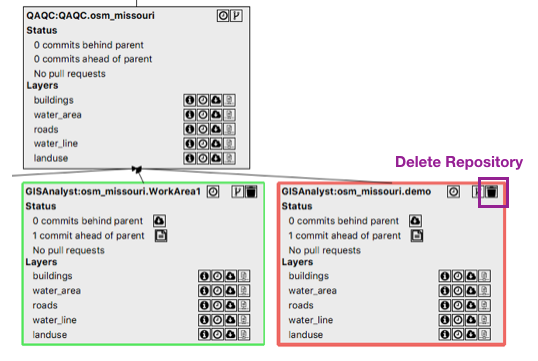 QAQC:QAQC.osm_missouri
Status
0 commits behind parent
0 commits ahead of parent
No pull requests
Layers
buildings
water_area
roads
water_line
landuse
Delete Repository
GISAnalyst:osm_missouri.WorkArea1
Status
0 commits behind parent
1 commit ahead of parent
No pull requests
Layers
buildings
water_area
roads
water_line
landuse
GISAnalyst:osm_missouri.demo
Status
0 commits behind parent
1 commit ahead of parent
No pull requests
Layers
buildings
water_area
roads
water_line
landuse